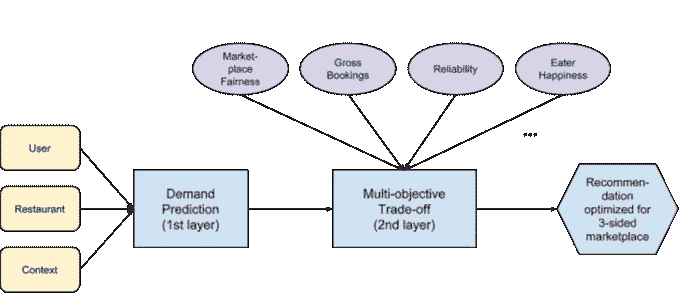 Market-
place
Fairness
Gross
Bookings
Reliability
Eater
Happiness
...
User
Restaurant
Context
Demand
Prediction
(1st layer)
Multi-objective
Trade-off
(2nd layer)
Recommen-
dation
optimized for
3-sided
marketplace